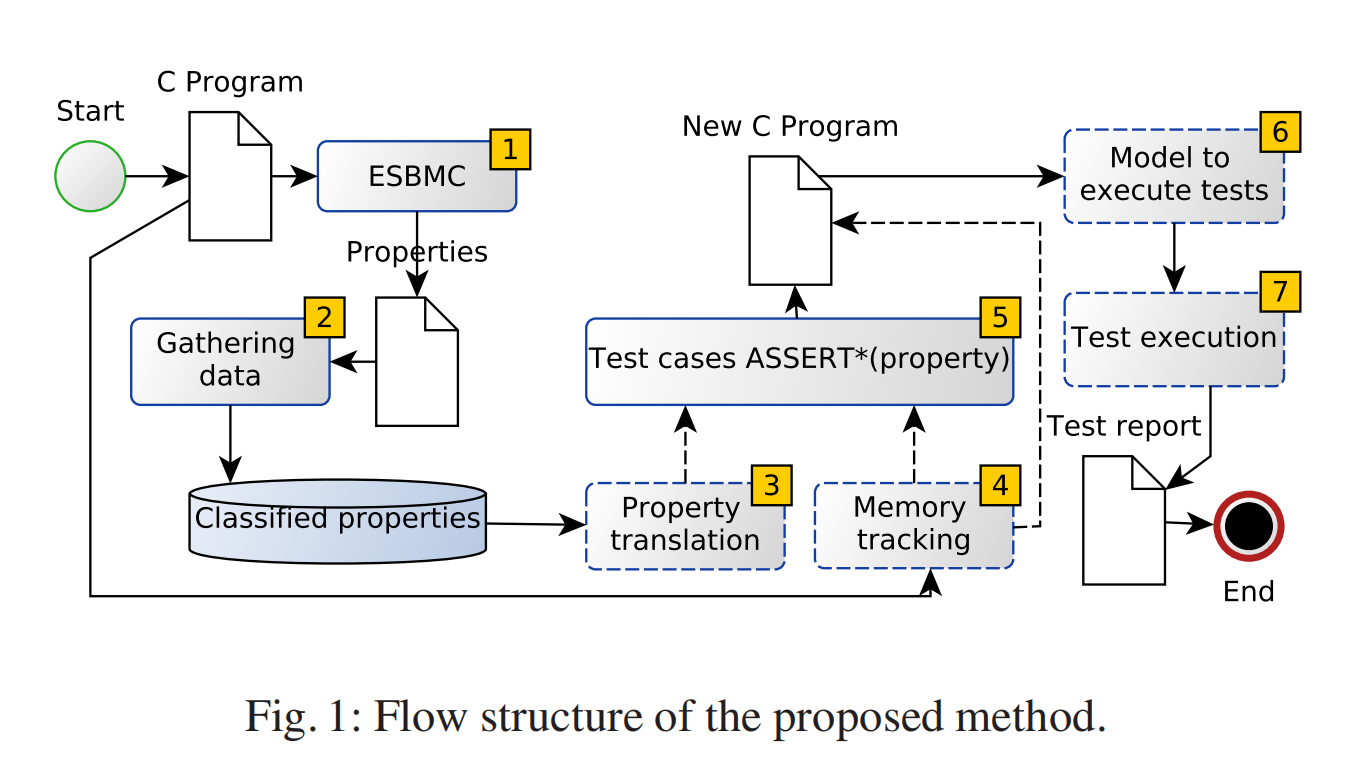 Start
C Program
ESBMC
1
Properties
Gathering
data
2
Classified properties
Property
translation
3
Memory
tracking
4
Test cases ASSERT*(property)
5
New C Program
Model to
execute tests
6
Test execution
7
Test report
End
Fig. 1: Flow structure of the proposed method.